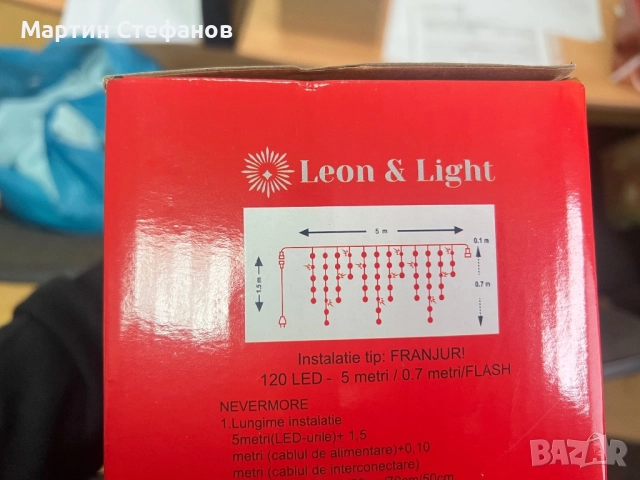 Мартин Стефанов
Leon & Light
5 m
0.1 m
1.5 m
0.7 m
Instalatie tip: FRANJUR!
120 LED - 5 metri / 0.7 metri/FLASH
NEVERMORE
1.Lungime instalatie
5metri(LED-urile)+ 1.5
metri (cablul de alimentare)+0,10
metri (cablul de interconectare)
BAZAR